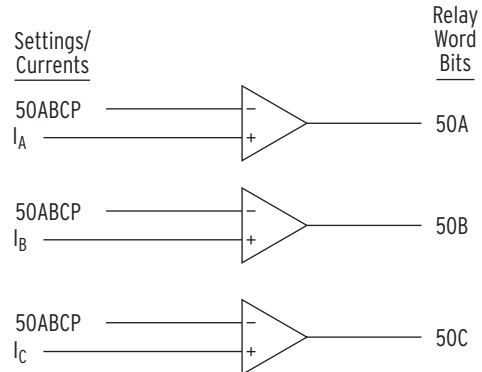 Settings/
Currents
Relay
Word
Bits
50ABCP
I_A
−
+
50A
50ABCP
I_B
−
+
50B
50ABCP
I_C
−
+
50C